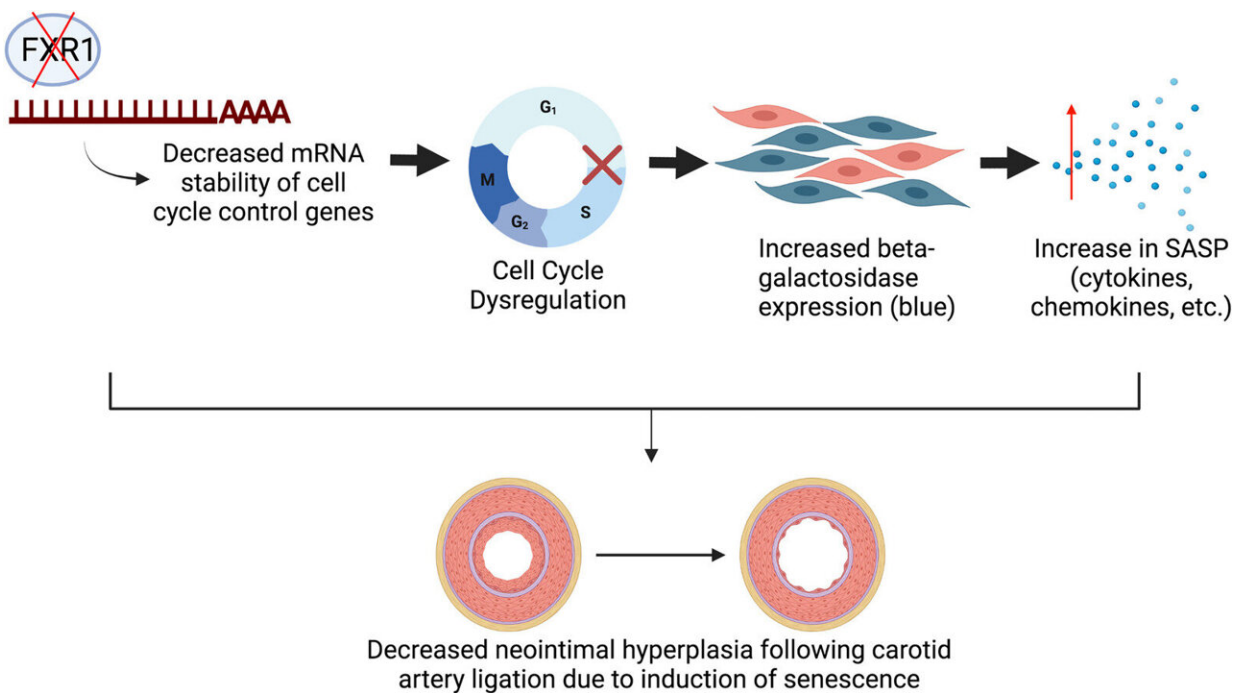 FXR1
AAAA
Decreased mRNA
stability of cell
cycle control genes
G₁
M
G₂
S
Cell Cycle
Dysregulation
Increased beta-
galactosidase
expression (blue)
Increase in SASP
(cytokines,
chemokines, etc.)
Decreased neointimal hyperplasia following carotid
artery ligation due to induction of senescence